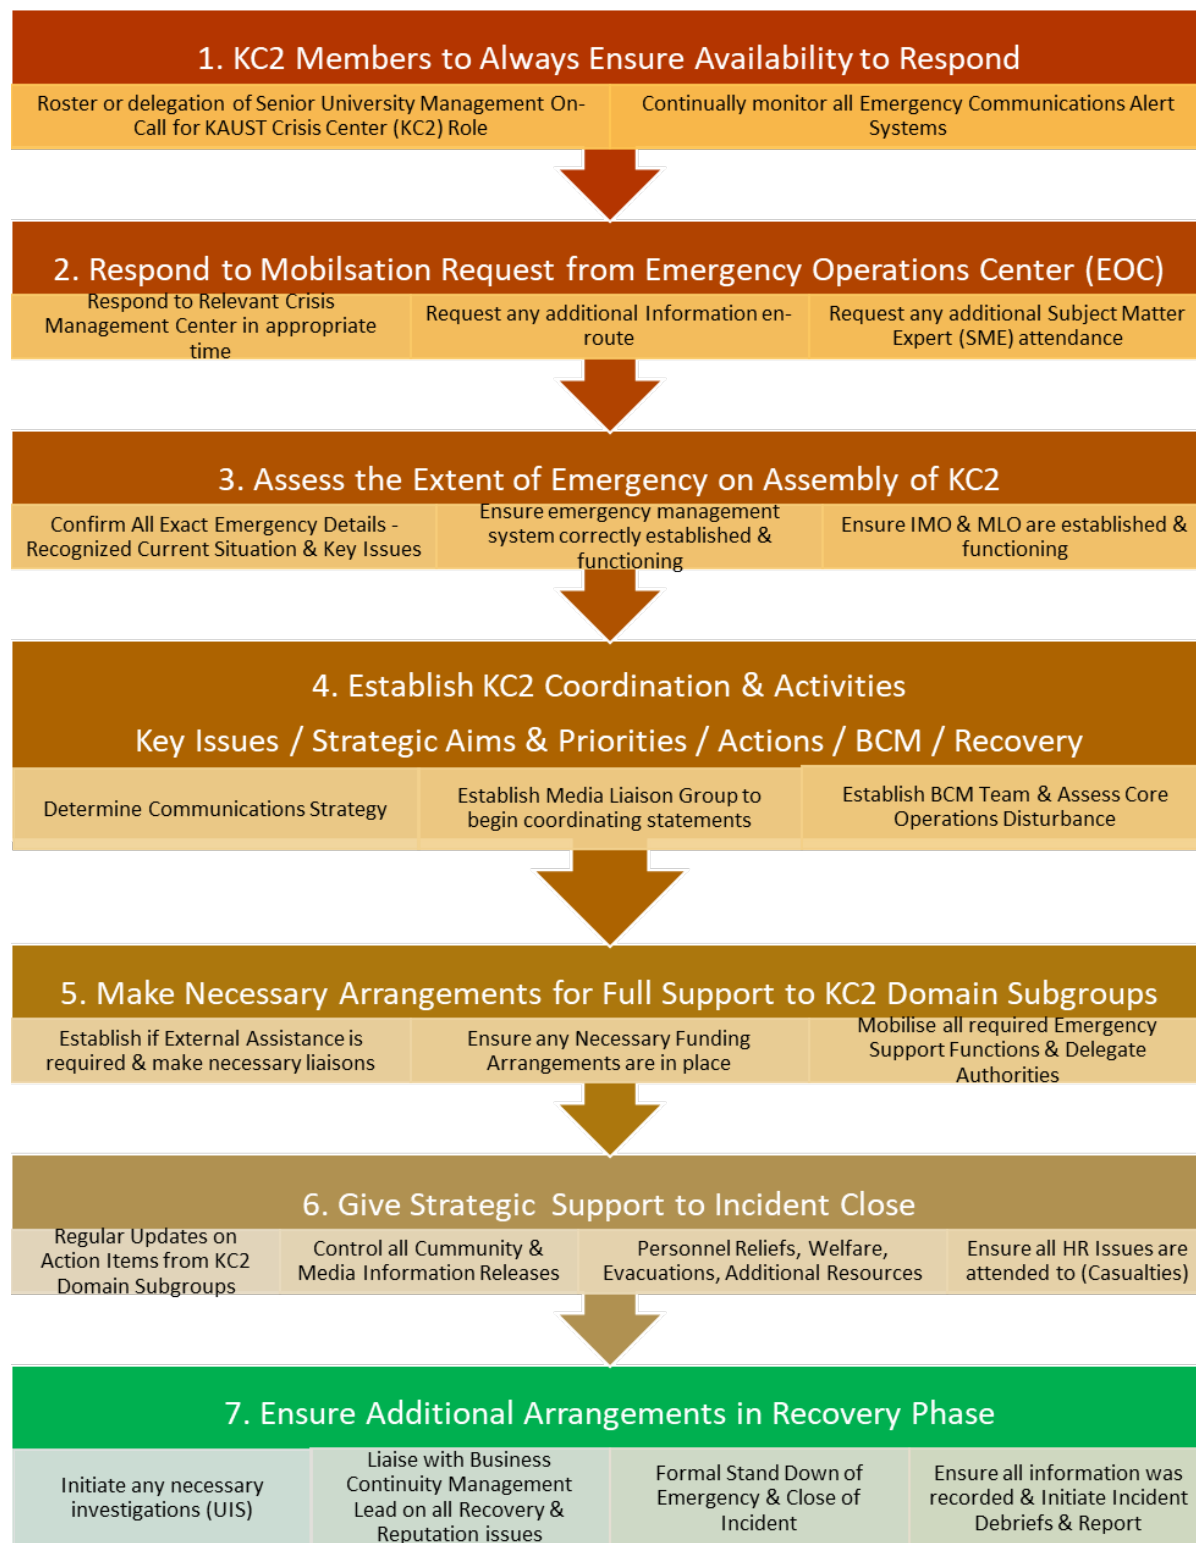 1. KC2 Members to Always Ensure Availability to Respond
Roster or delegation of Senior University Management On-
Call for KAUST Crisis Center (KC2) Role
Continually monitor all Emergency Communications Alert
Systems
2. Respond to Mobilsation Request from Emergency Operations Center (EOC)
Respond to Relevant Crisis
Management Center in appropriate
time
Request any additional Information en-
route
Request any additional Subject Matter
Expert (SME) attendance
3. Assess the Extent of Emergency on Assembly of KC2
Confirm All Exact Emergency Details -
Recognized Current Situation & Key Issues
Ensure emergency management
system correctly established &
functioning
Ensure IMO & MLO are established &
functioning
4. Establish KC2 Coordination & Activities
Key Issues / Strategic Aims & Priorities / Actions / BCM / Recovery
Determine Communications Strategy
Establish Media Liaison Group to
begin coordinating statements
Establish BCM Team & Assess Core
Operations Disturbance
5. Make Necessary Arrangements for Full Support to KC2 Domain Subgroups
Establish if External Assistance is
required & make necessary liaisons
Ensure any Necessary Funding
Arrangements are in place
Mobilise all required Emergency
Support Functions & Delegate
Authorities
6. Give Strategic Support to Incident Close
Regular Updates on
Action Items from KC2
Domain Subgroups
Control all Cummunity &
Media Information Releases
Personnel Reliefs, Welfare,
Evacuations, Additional Resources
Ensure all HR Issues are
attended to (Casualties)
7. Ensure Additional Arrangements in Recovery Phase
Initiate any necessary
investigations (UIS)
Liaise with Business
Continuity Management
Lead on all Recovery &
Reputation issues
Formal Stand Down of
Emergency & Close of
Incident
Ensure all information was
recorded & Initiate Incident
Debriefs & Report